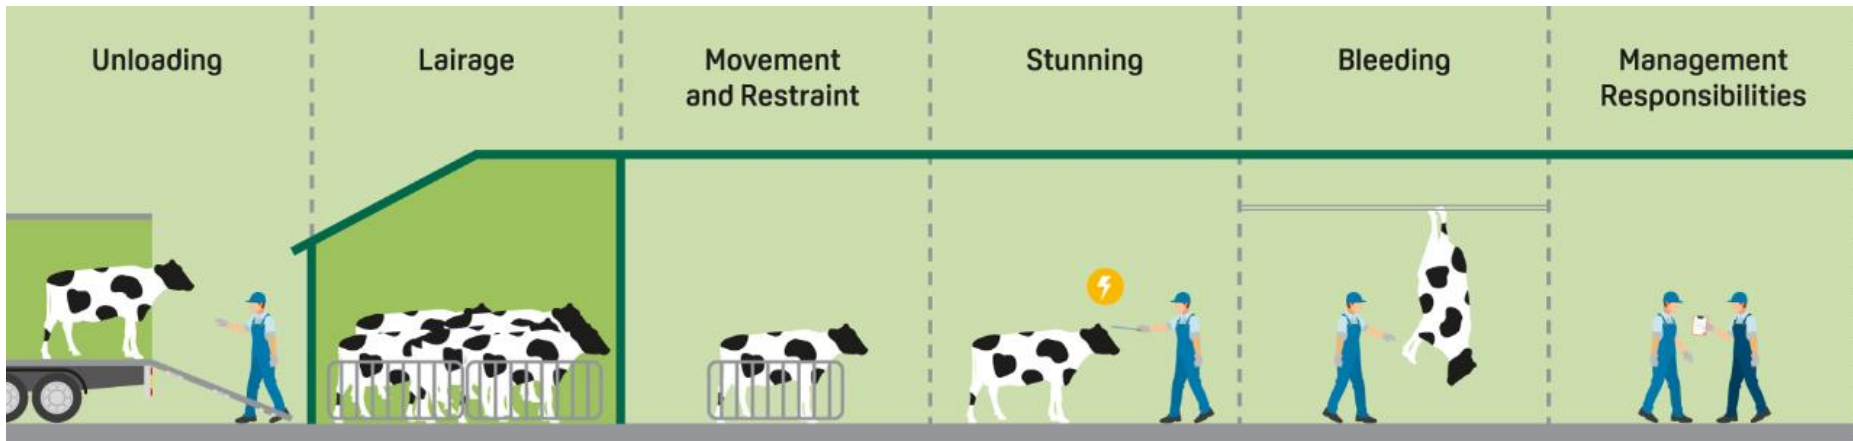 Unloading
Lairage
Movement
and Restraint
Stunning
Bleeding
Management
Responsibilities